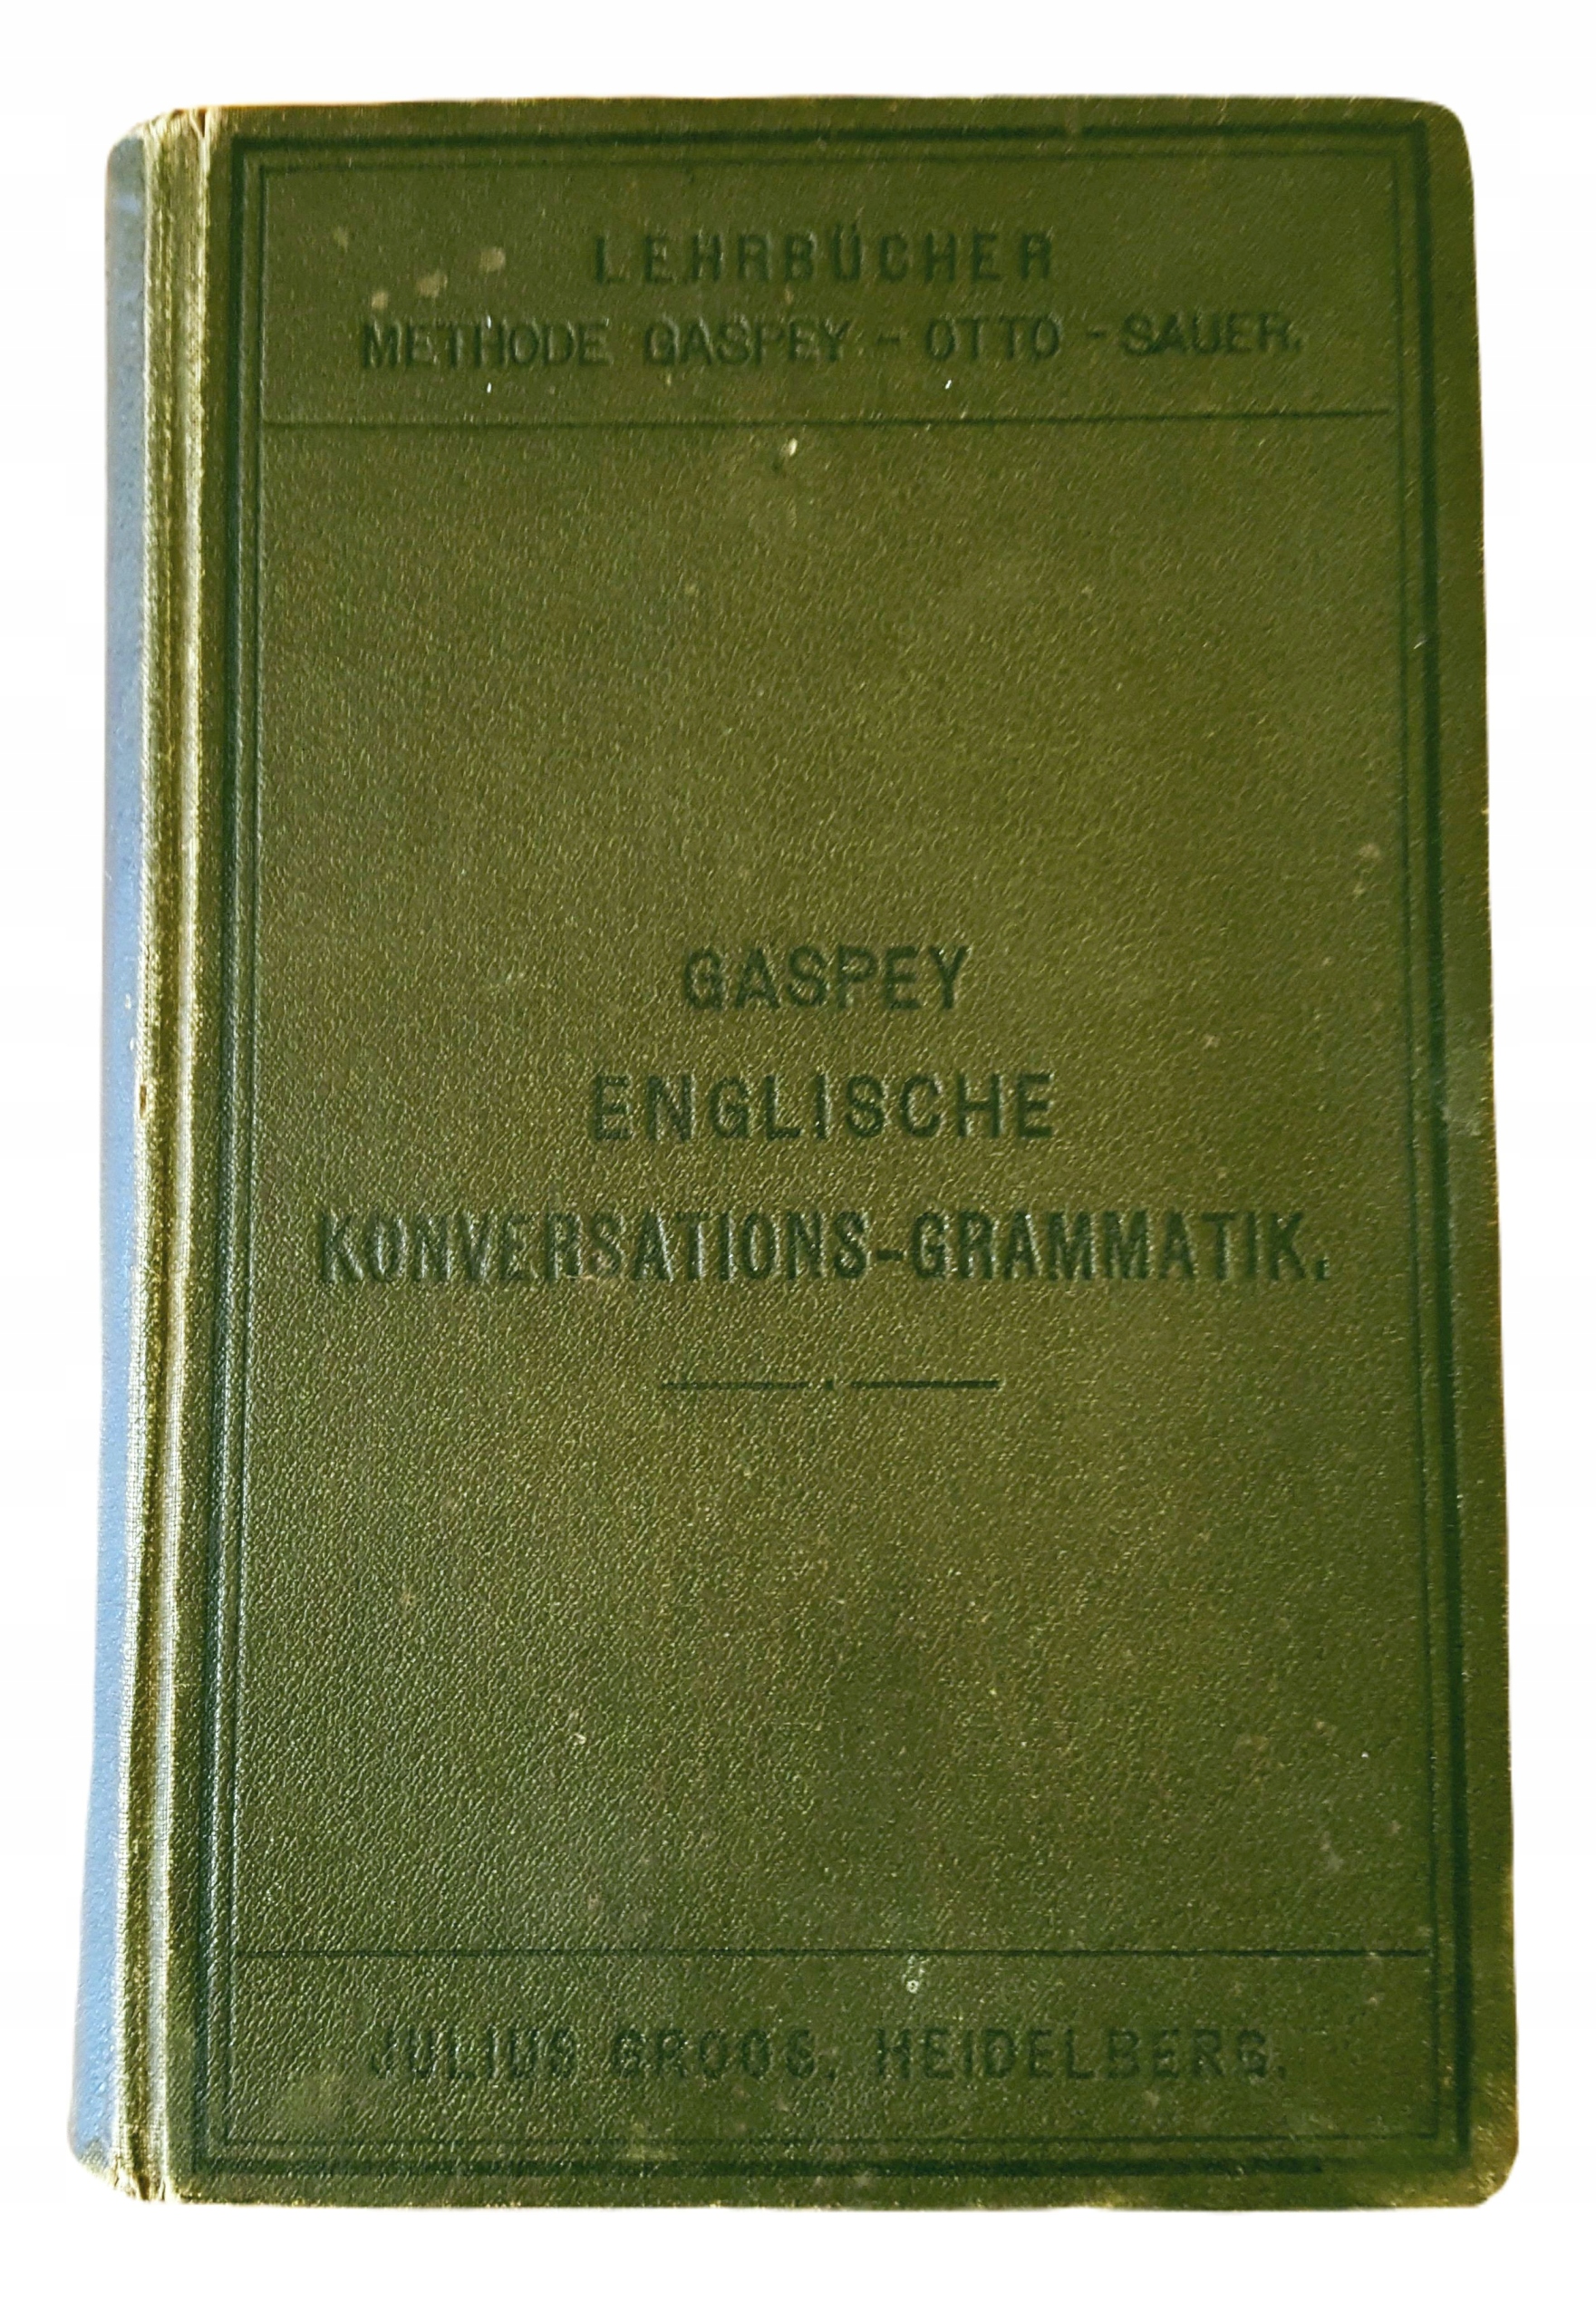 LEHRBÜCHER
METHODE GASPEY - OTTO - SAUER.
GASPEY
ENGLISCHE
KONVERSATIONS-GRAMMATIK.
JULIUS GROOS, HEIDELBERG.